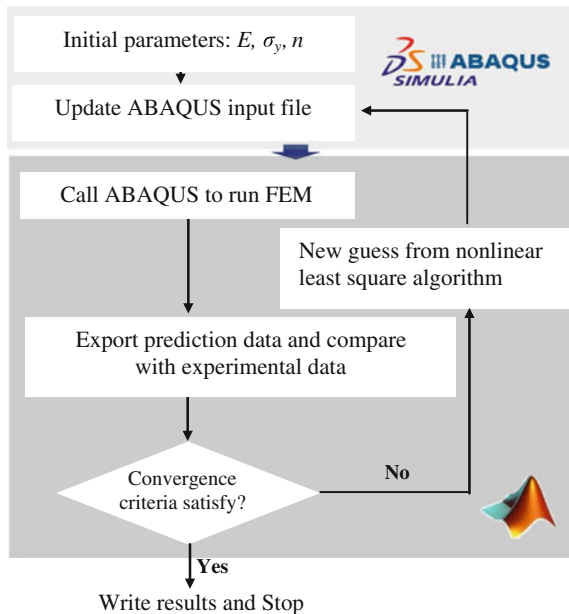 Initial parameters: E, σy, n
DS ABAQUS
SIMULIA
Update ABAQUS input file
Call ABAQUS to run FEM
New guess from nonlinear
least square algorithm
Export prediction data and compare
with experimental data
Convergence
criteria satisfy?
No
Yes
Write results and Stop